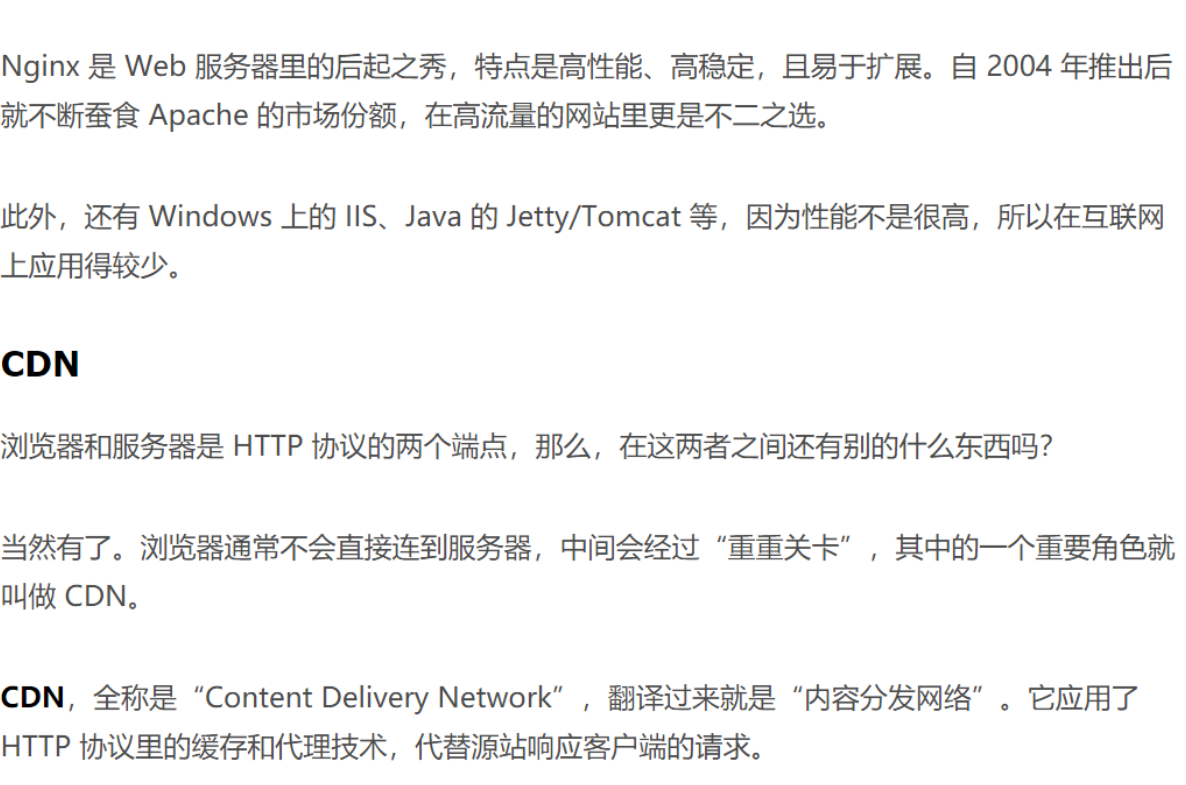 Nginx 是 Web 服务器里的后起之秀，特点是高性能、高稳定，且易于扩展。自 2004 年推出后
就不断蚕食 Apache 的市场份额，在高流量的网站里更是不二之选。
此外，还有 Windows 上的 IIS、Java 的 Jetty/Tomcat 等，因为性能不是很高，所以在互联网
上应用得较少。
CDN
浏览器和服务器是 HTTP 协议的两个端点，那么，在这两者之间还有别的什么东西吗？
当然有了。浏览器通常不会直接连到服务器，中间会经过“重重关卡”，其中的一个重要角色就
叫做 CDN。
CDN，全称是“Content Delivery Network”，翻译过来就是“内容分发网络”。它应用了
HTTP 协议里的缓存和代理技术，代替源站响应客户端的请求。